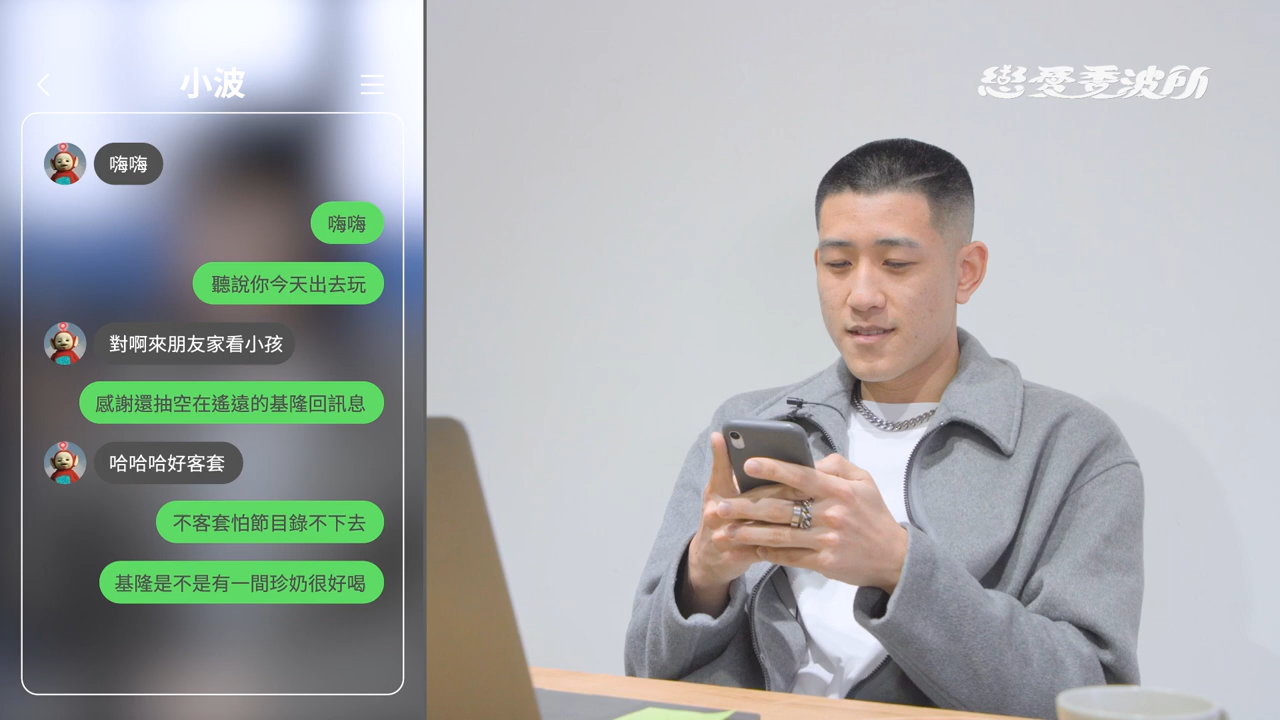 小波
戀愛秀波所
嗨嗨
嗨嗨
聽說你今天出去玩
對啊來朋友家看小孩
感謝還抽空在遙遠的基隆回訊息
哈哈哈好客套
不客套怕節目錄不下去
基隆是不是有一間珍奶很好喝